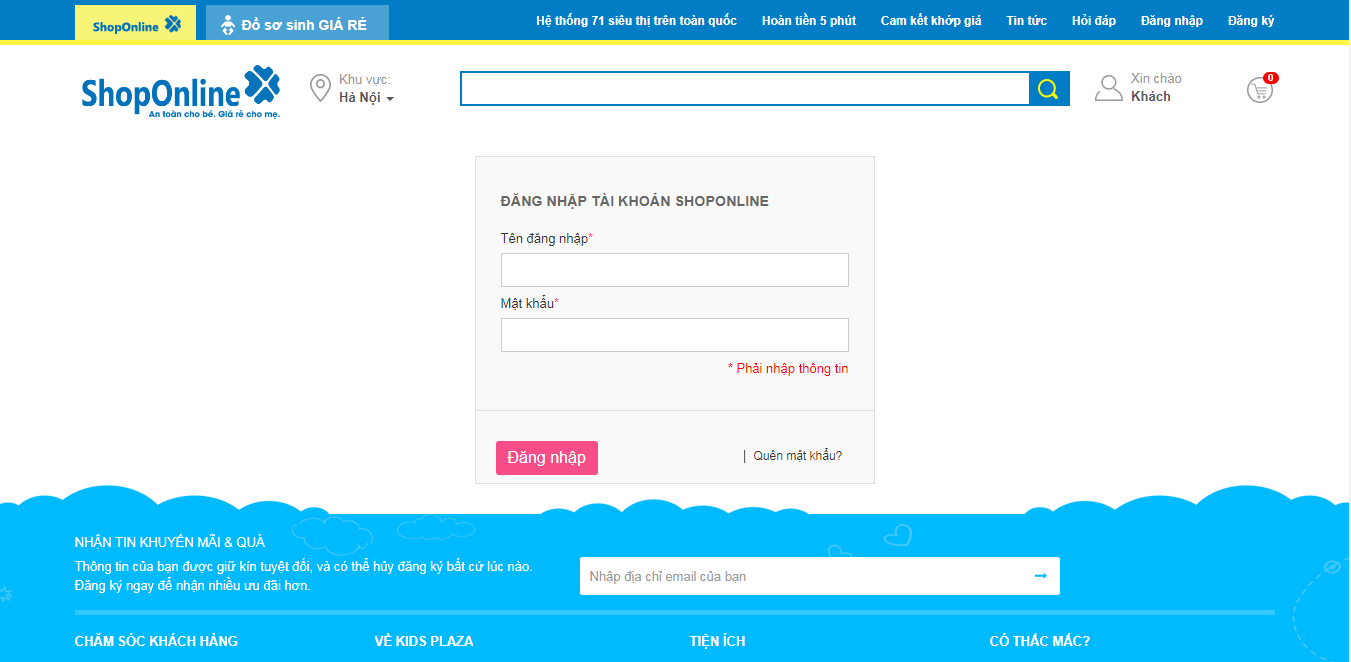 ShopOnline
Đồ sơ sinh GIÁ RẺ
Hệ thống 71 siêu thị trên toàn quốc
Hoàn tiền 5 phút
Cam kết khớp giá
Tin tức
Hỏi đáp
Đăng nhập
Đăng ký
ShopOnline
An toàn cho bé. Giá rẻ cho mẹ.
Khu vực:
Hà Nội
Xin chào
Khách
0
ĐĂNG NHẬP TÀI KHOẢN SHOPONLINE
Tên đăng nhập*
Mật khẩu*
* Phải nhập thông tin
Đăng nhập
| Quên mật khẩu?
NHẬN TIN KHUYẾN MÃI & QUÀ
Thông tin của bạn được giữ kín tuyệt đối, và có thể hủy đăng ký bất cứ lúc nào.
Đăng ký ngay để nhận nhiều ưu đãi hơn.
Nhập địa chỉ email của bạn
CHĂM SÓC KHÁCH HÀNG
VỀ KIDS PLAZA
TIỆN ÍCH
CÓ THẮC MẮC?